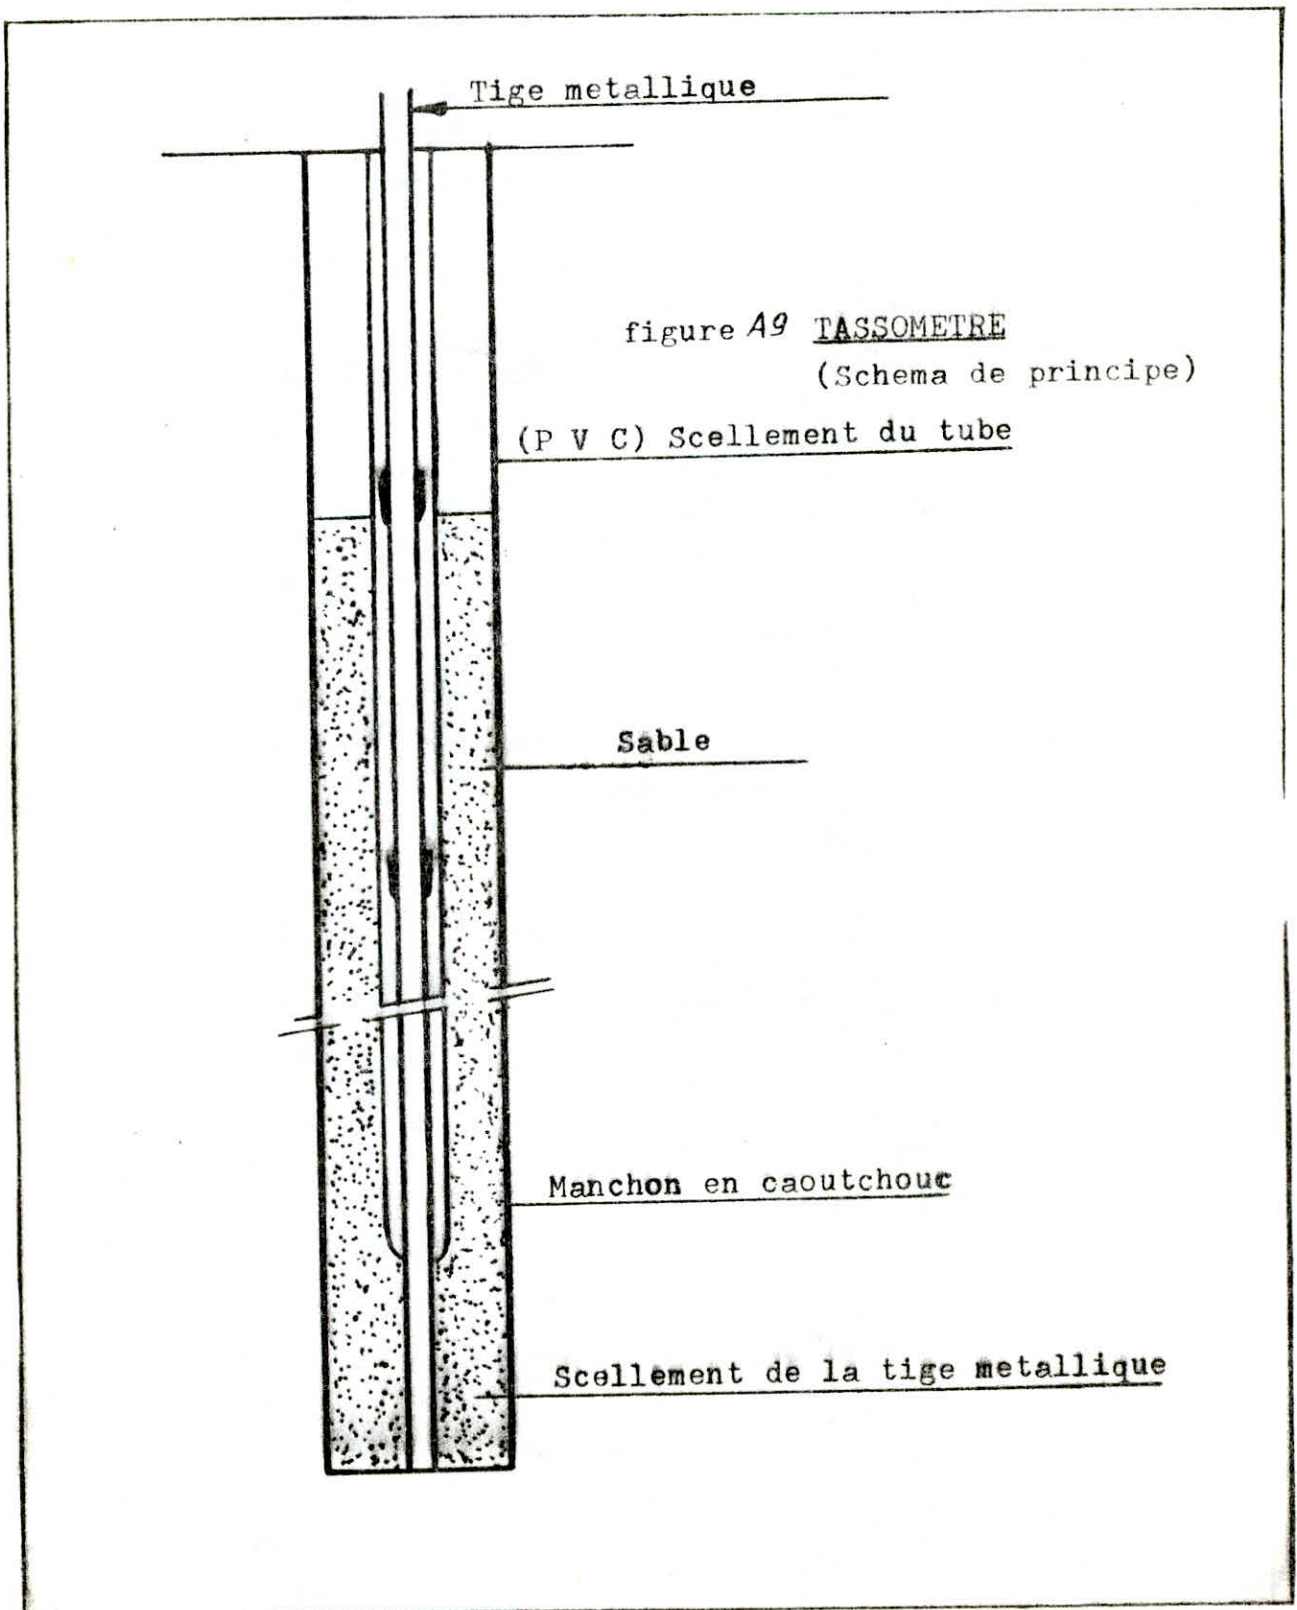 Tige metallique
figure A9 TASSOMETRE
(Schema de principe)
(P V C) Scellement du tube
Sable
Manchon en caoutchouc
Scellement de la tige metallique